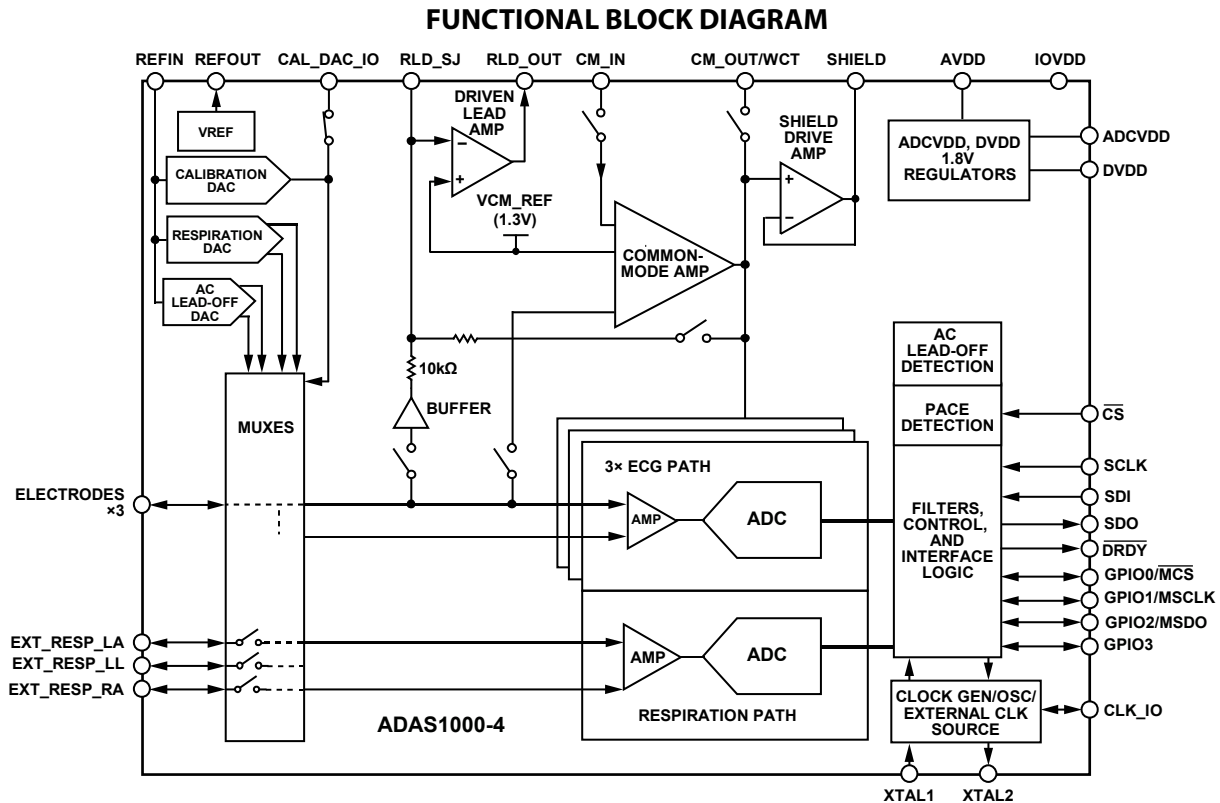 FUNCTIONAL BLOCK DIAGRAM
REFIN
REFOUT
CAL_DAC_IO
RLD_SJ
RLD_OUT
CM_IN
CM_OUT/WCT
SHIELD
AVDD
IOVDD
VREF
DRIVEN
LEAD
AMP
SHIELD
DRIVE
AMP
ADCVDD, DVDD
1.8V
REGULATORS
ADCVDD
DVDD
CALIBRATION
DAC
RESPIRATION
DAC
AC
LEAD-OFF
DAC
−
+
VCM_REF
(1.3V)
COMMON-
MODE AMP
+
−
10kΩ
BUFFER
MUXES
AC
LEAD-OFF
DETECTION
PACE
DETECTION
FILTERS,
CONTROL,
AND
INTERFACE
LOGIC
3× ECG PATH
AMP
ADC
AMP
ADC
RESPIRATION PATH
ELECTRODES
×3
EXT_RESP_LA
EXT_RESP_LL
EXT_RESP_RA
ADAS1000-4
C̅S̅
SCLK
SDI
SDO
D̅R̅D̅Y̅
GPIO0/M̅C̅S̅
GPIO1/MSCLK
GPIO2/MSDO
GPIO3
CLOCK GEN/OSC/
EXTERNAL CLK
SOURCE
CLK_IO
XTAL1
XTAL2